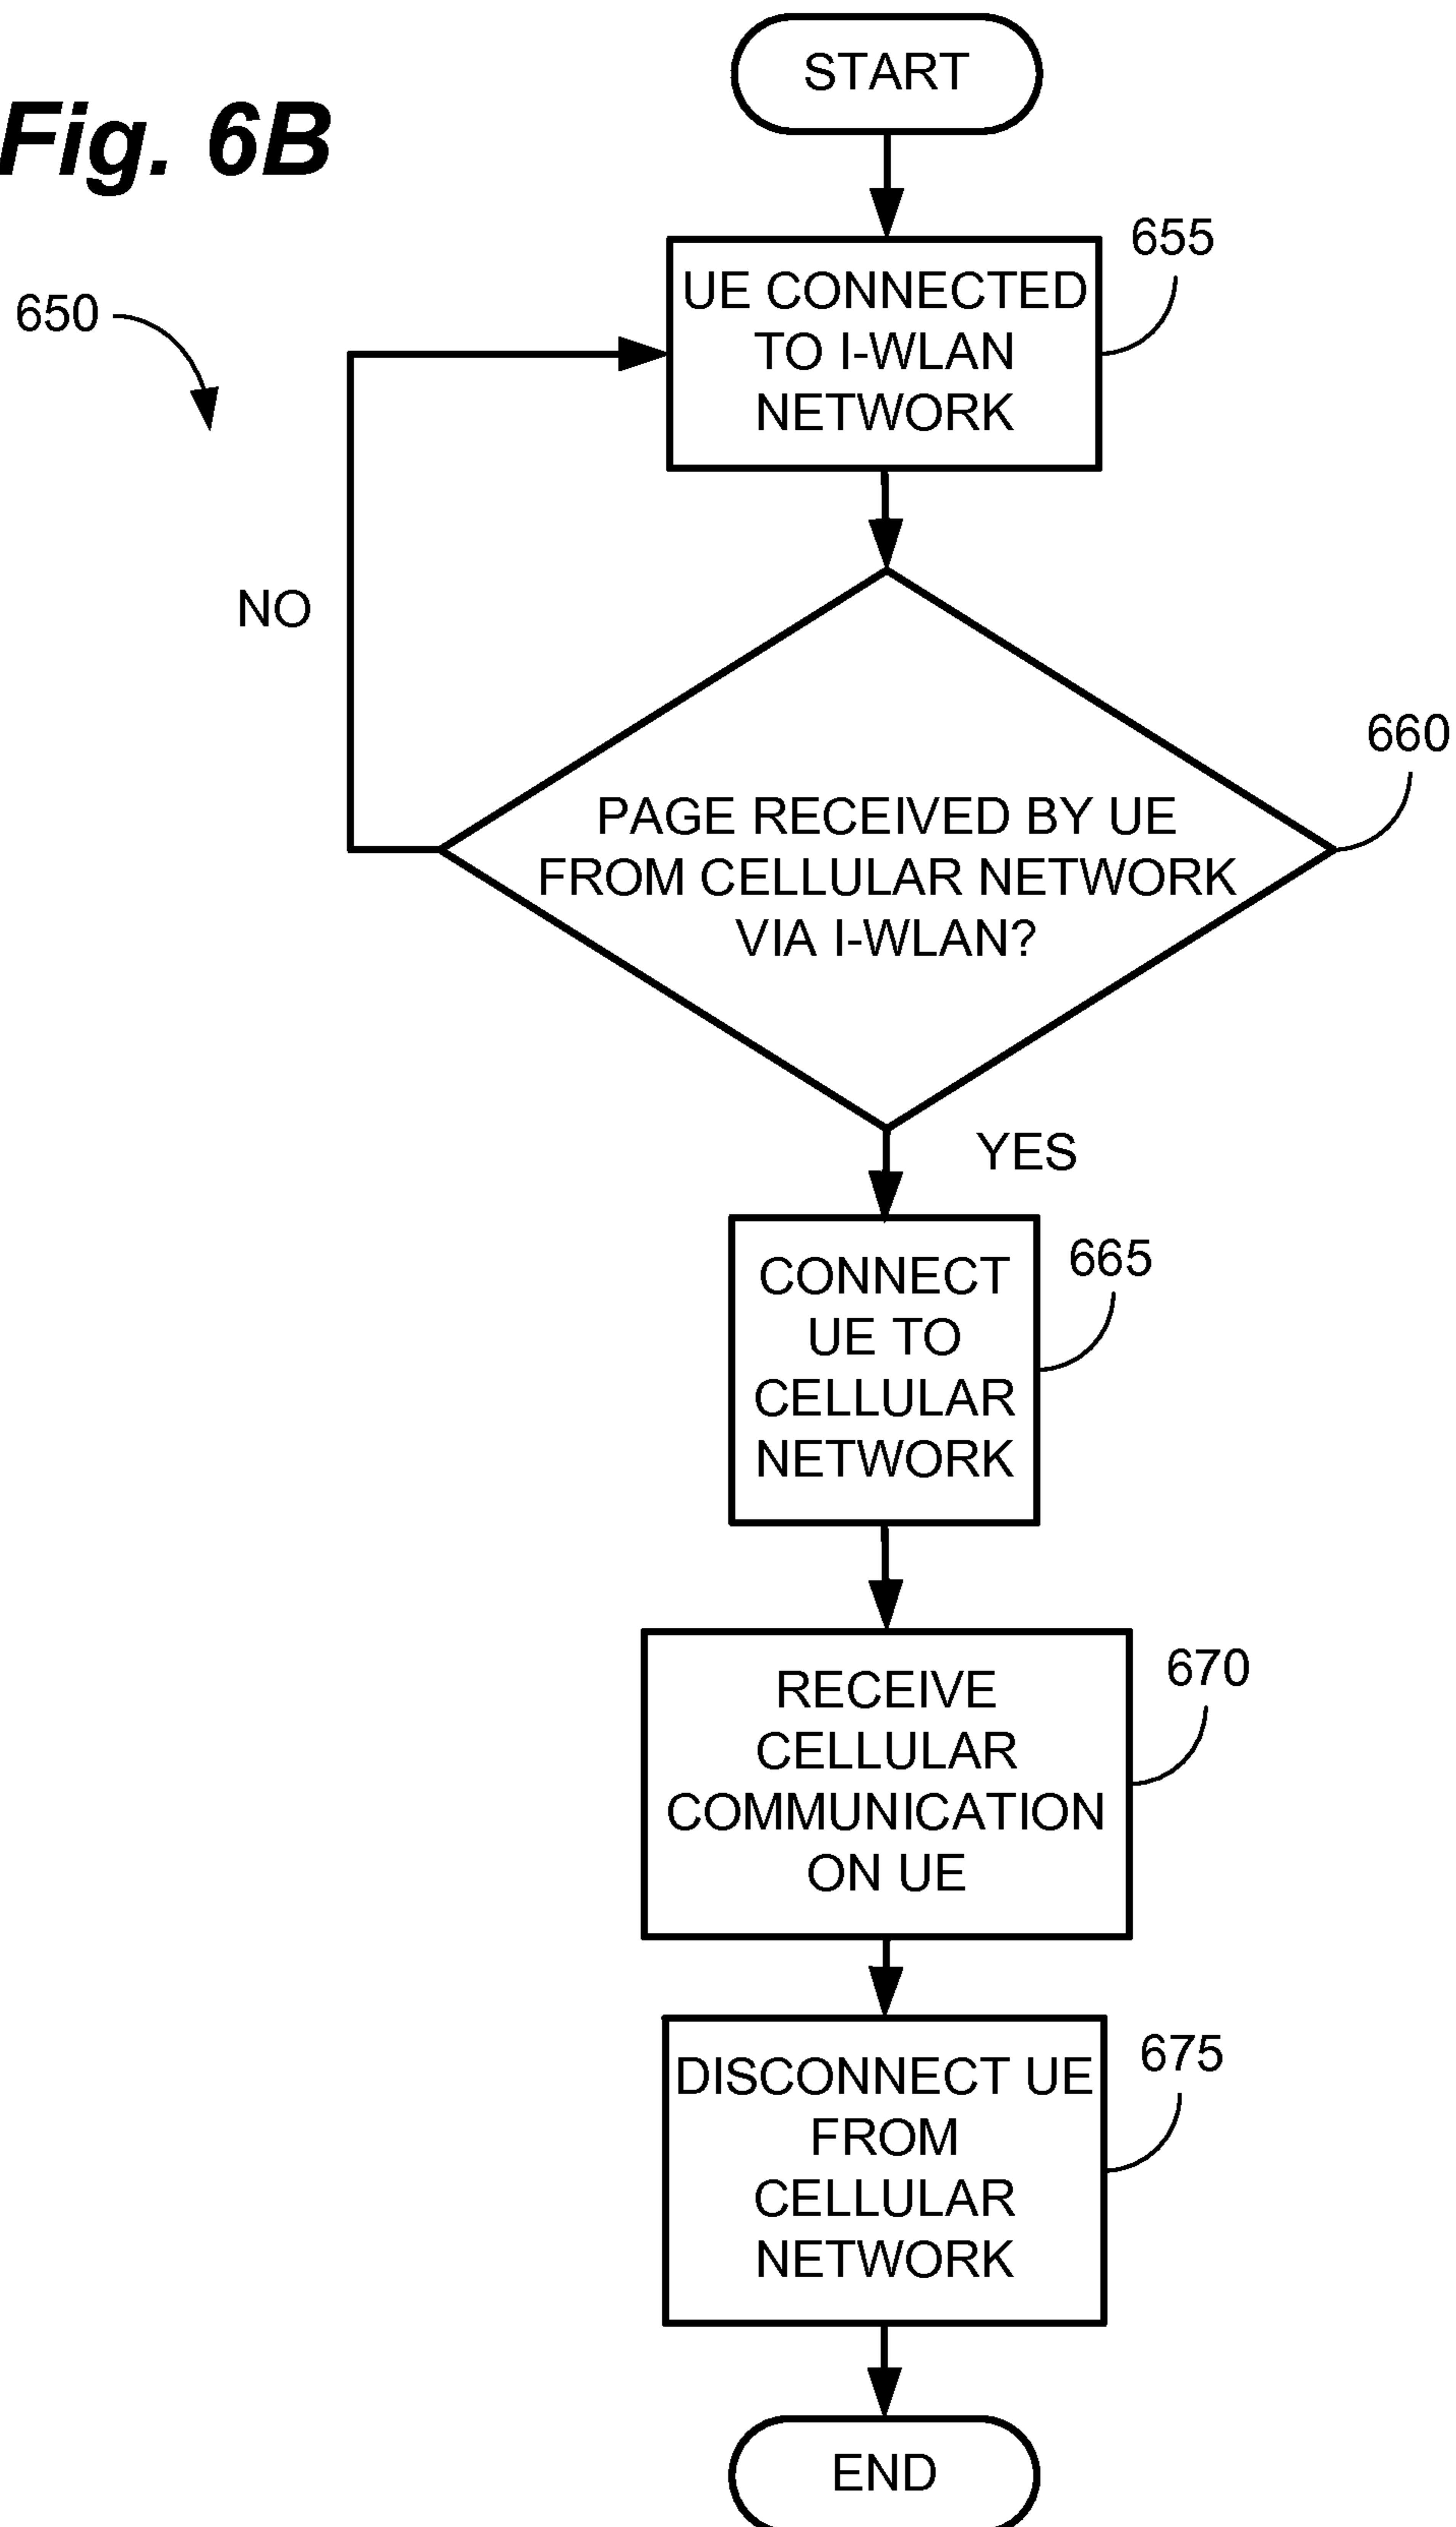 START
Fig. 6B
655
UE CONNECTED
TO I-WLAN
NETWORK
650
NO
660
PAGE RECEIVED BY UE
FROM CELLULAR NETWORK
VIA I-WLAN?
YES
665
CONNECT
UE TO
CELLULAR
NETWORK
670
RECEIVE
CELLULAR
COMMUNICATION
ON UE
675
DISCONNECT UE
FROM
CELLULAR
NETWORK
END